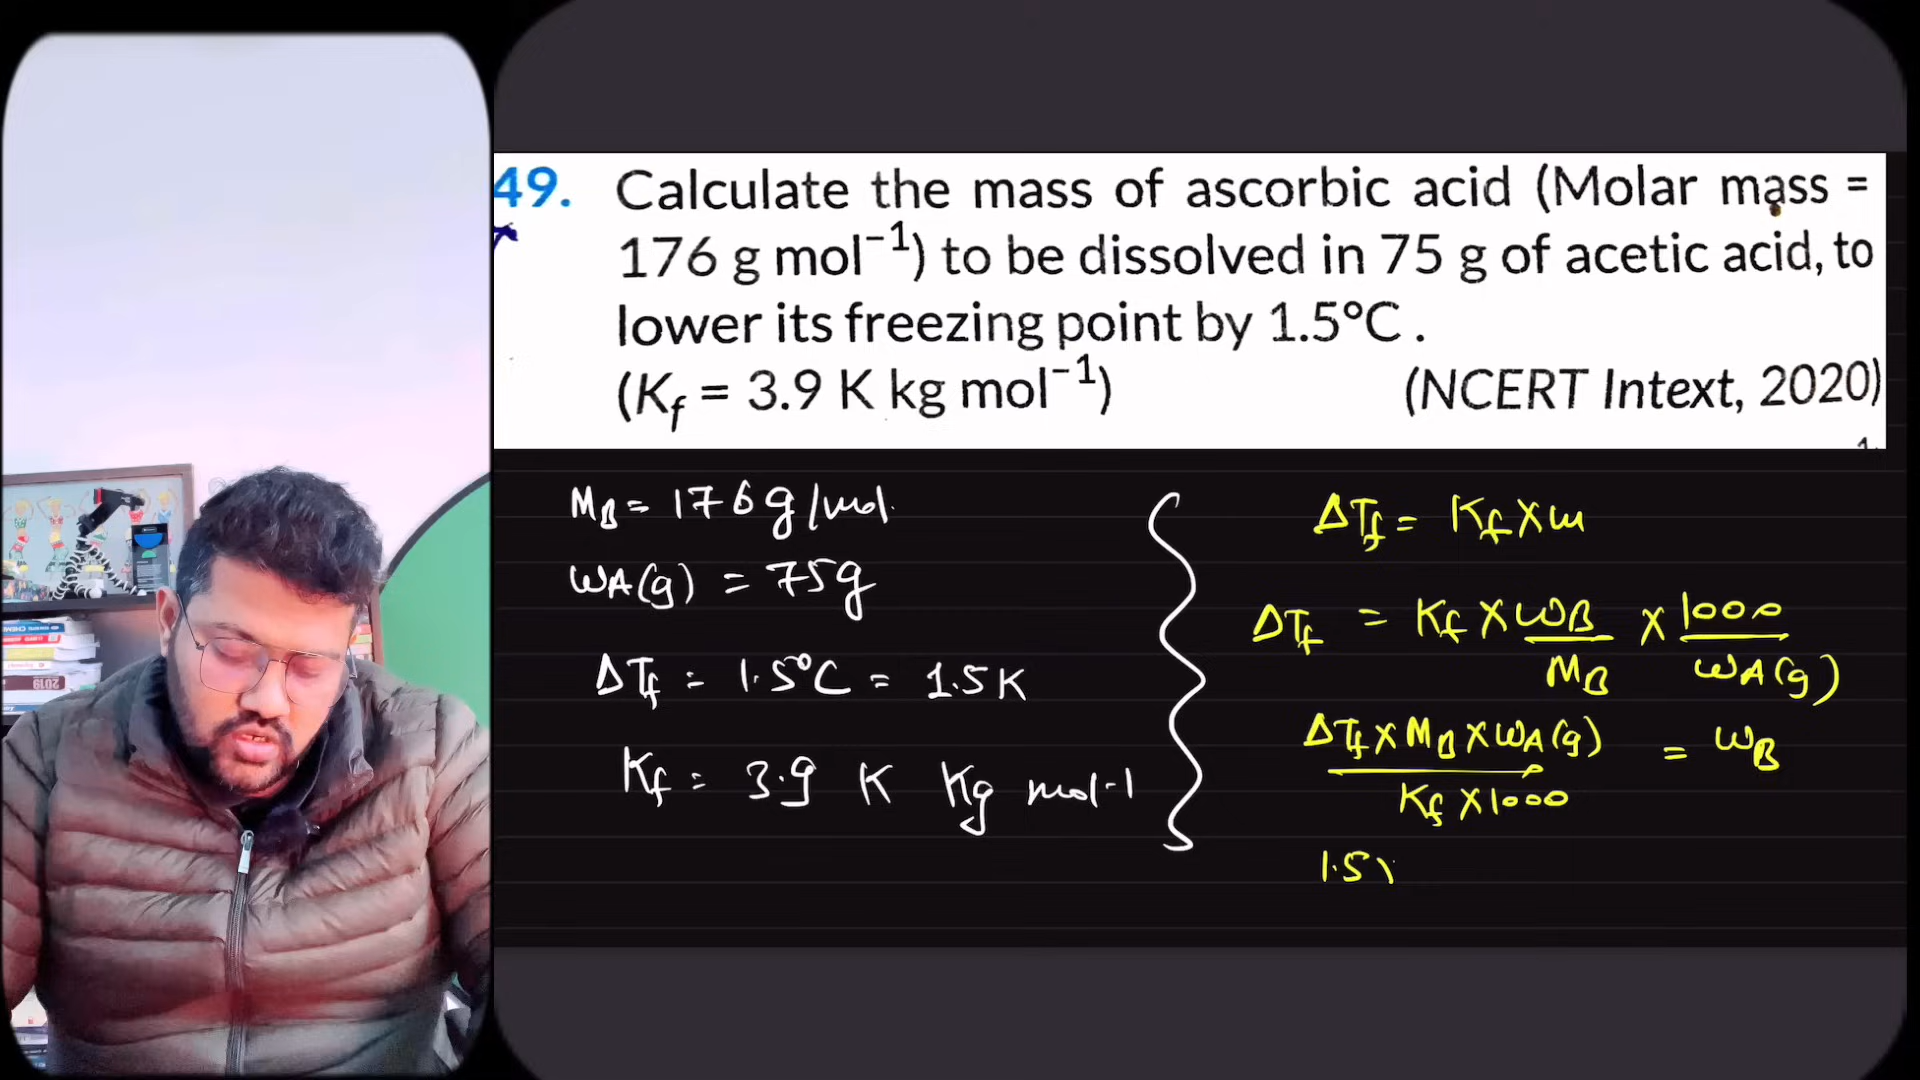 49. Calculate the mass of ascorbic acid (Molar mass =
176 g mol⁻¹) to be dissolved in 75 g of acetic acid, to
lower its freezing point by 1.5°C.
(K_f = 3.9 K kg mol⁻¹) (NCERT Intext, 2020)
M_B = 176 g/mol.
W_A(g) = 75g
ΔT_f = 1.5°C = 1.5 K
K_f = 3.9 K Kg mol-1
ΔT_f = K_f X m
ΔT_f = K_f X W_B/M_B X 1000/W_A(g)
ΔT_f X M_B X W_A(g)/K_f X 1000 = W_B
1.5
2019